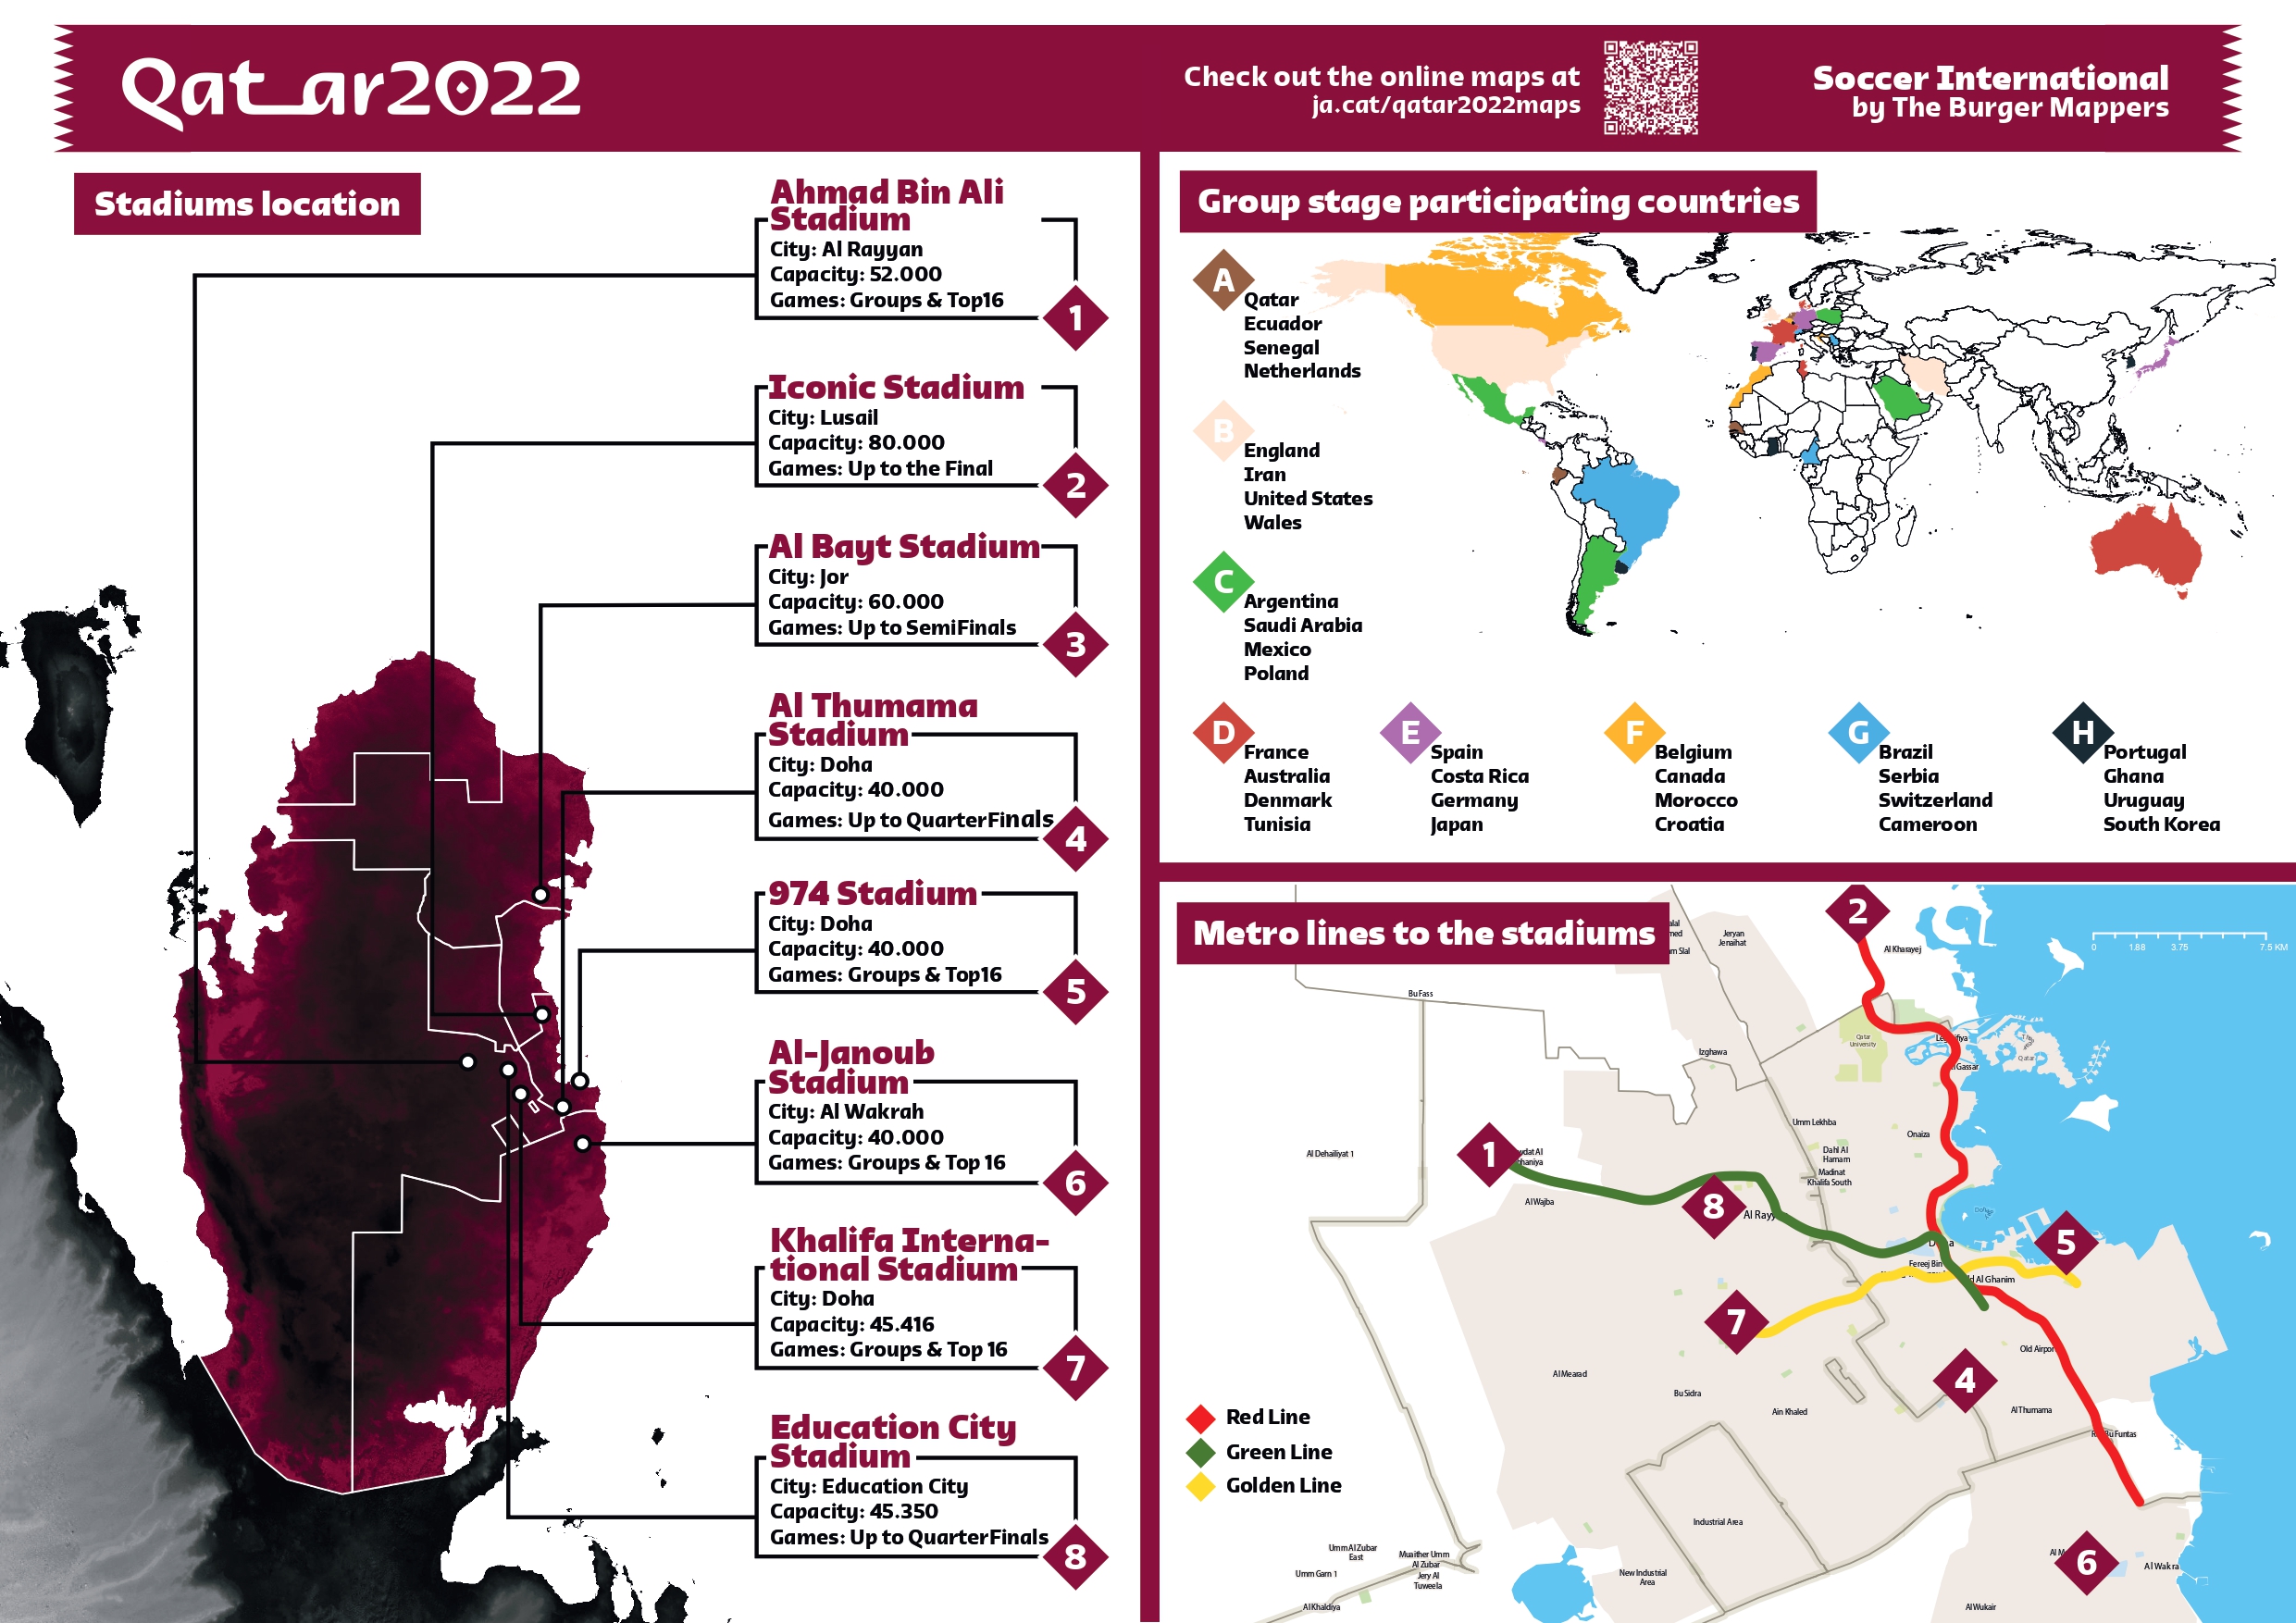 Qatar2022
Check out the online maps at
ja.cat/qatar2022maps
Soccer International
by The Burger Mappers
Stadiums location
Ahmad Bin Ali
Stadium
City: Al Rayyan
Capacity: 52.000
Games: Groups & Top16
1
Iconic Stadium
City: Lusail
Capacity: 80.000
Games: Up to the Final
2
Al Bayt Stadium
City: Jor
Capacity: 60.000
Games: Up to SemiFinals
3
Al Thumama
Stadium
City: Doha
Capacity: 40.000
Games: Up to QuarterFinals
4
974 Stadium
City: Doha
Capacity: 40.000
Games: Groups & Top16
5
Al-Janoub
Stadium
City: Al Wakrah
Capacity: 40.000
Games: Groups & Top 16
6
Khalifa Interna-
tional Stadium
City: Doha
Capacity: 45.416
Games: Groups & Top 16
7
Education City
Stadium
City: Education City
Capacity: 45.350
Games: Up to QuarterFinals
8
Group stage participating countries
A
Qatar
Ecuador
Senegal
Netherlands
B
England
Iran
United States
Wales
C
Argentina
Saudi Arabia
Mexico
Poland
D
France
Australia
Denmark
Tunisia
E
Spain
Costa Rica
Germany
Japan
F
Belgium
Canada
Morocco
Croatia
G
Brazil
Serbia
Switzerland
Cameroon
H
Portugal
Ghana
Uruguay
South Korea
Metro lines to the stadiums
2
Jeryan
Jenaihat
Al Kharayej
0 1.88 3.75 7.5 KM
Bu Fass
Qatar
University
Izghawa
Qatar
Gassar
Umm Lekhba
Onaiza
1
Al Dehailiyat 1
Dahl Al
Hamam
Madinat
Khalifa South
Al Wajba
8
Al Rayy
5
Fereej Bin
Al Ghanim
7
Old Airpor
Al Mearad
4
Bu Sidra
Ain Khaled
Al Thumama
Bu Funtas
Red Line
Green Line
Golden Line
Industrial Area
Umm Al Zubar
East
Muaither Umm
Al Zubar
Jery Al
Tuweela
Umm Garn 1
New Industrial
Area
6
Al Wakra
Al Khaldiya
Al Wukair